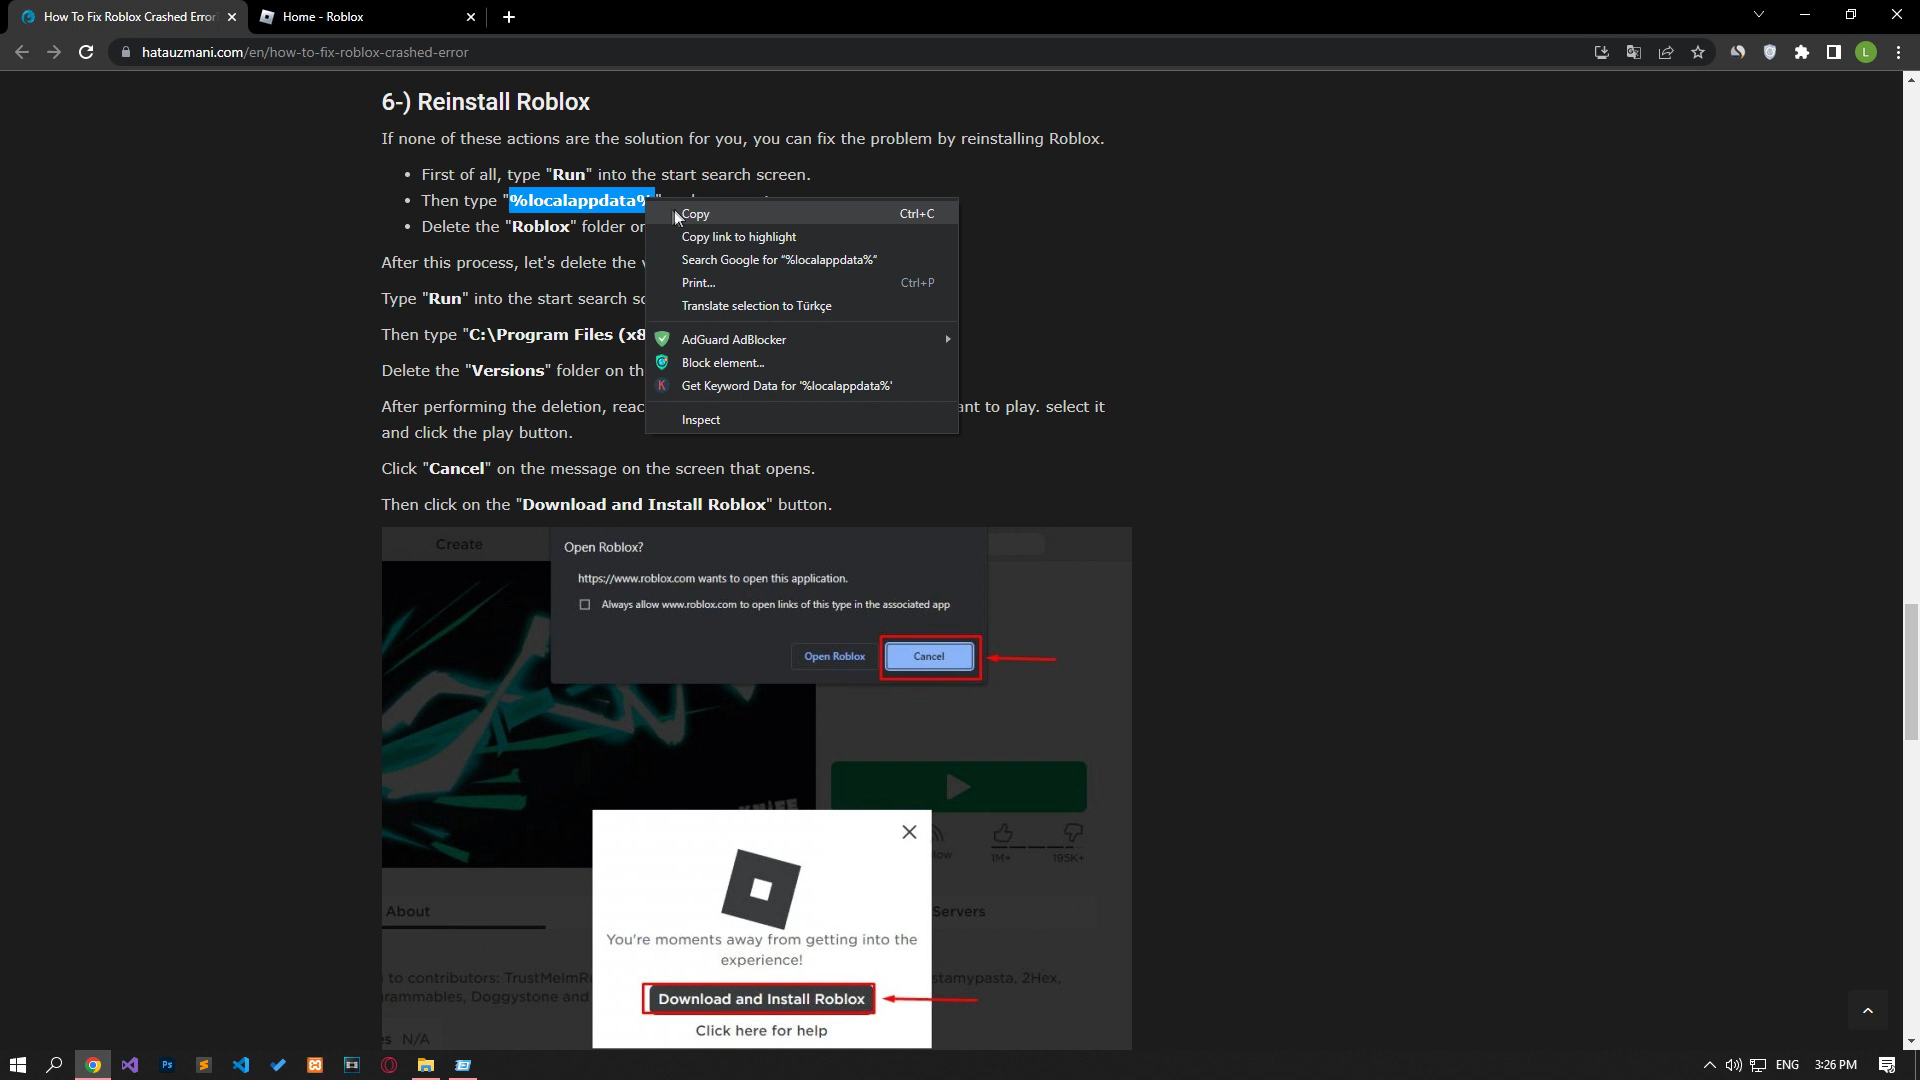 How To Fix Roblox Crashed Error
Home - Roblox
hatauzmani.com/en/how-to-fix-roblox-crashed-error
L
6-) Reinstall Roblox
If none of these actions are the solution for you, you can fix the problem by reinstalling Roblox.
• First of all, type "Run" into the start search screen.
• Then type "%localappdata%"
• Delete the "Roblox" folder
After this process, let's delete the
Type "Run" into the start search
Then type "C:\Program Files
Delete the "Versions" folder on
After performing the deletion, to play. select it
and click the play button.
Click "Cancel" on the message on the screen that opens.
Then click on the "Download and Install Roblox" button.
Copy Ctrl+C
Copy link to highlight
Search Google for “%localappdata%”
Print... Ctrl+P
Translate selection to Türkçe
AdGuard AdBlocker
Block element...
K Get Keyword Data for '%localappdata%'
Inspect
Create
Open Roblox?
https://www.roblox.com wants to open this application.
Always allow www.roblox.com to open links of this type in the associated app
Open Roblox Cancel
1M+ 195K+
About Servers
You're moments away from getting into the
experience!
to contributors:
Doggystone and 2Hex,
Download and Install Roblox
Click here for help
N/A
Ps
ENG 3:26 PM